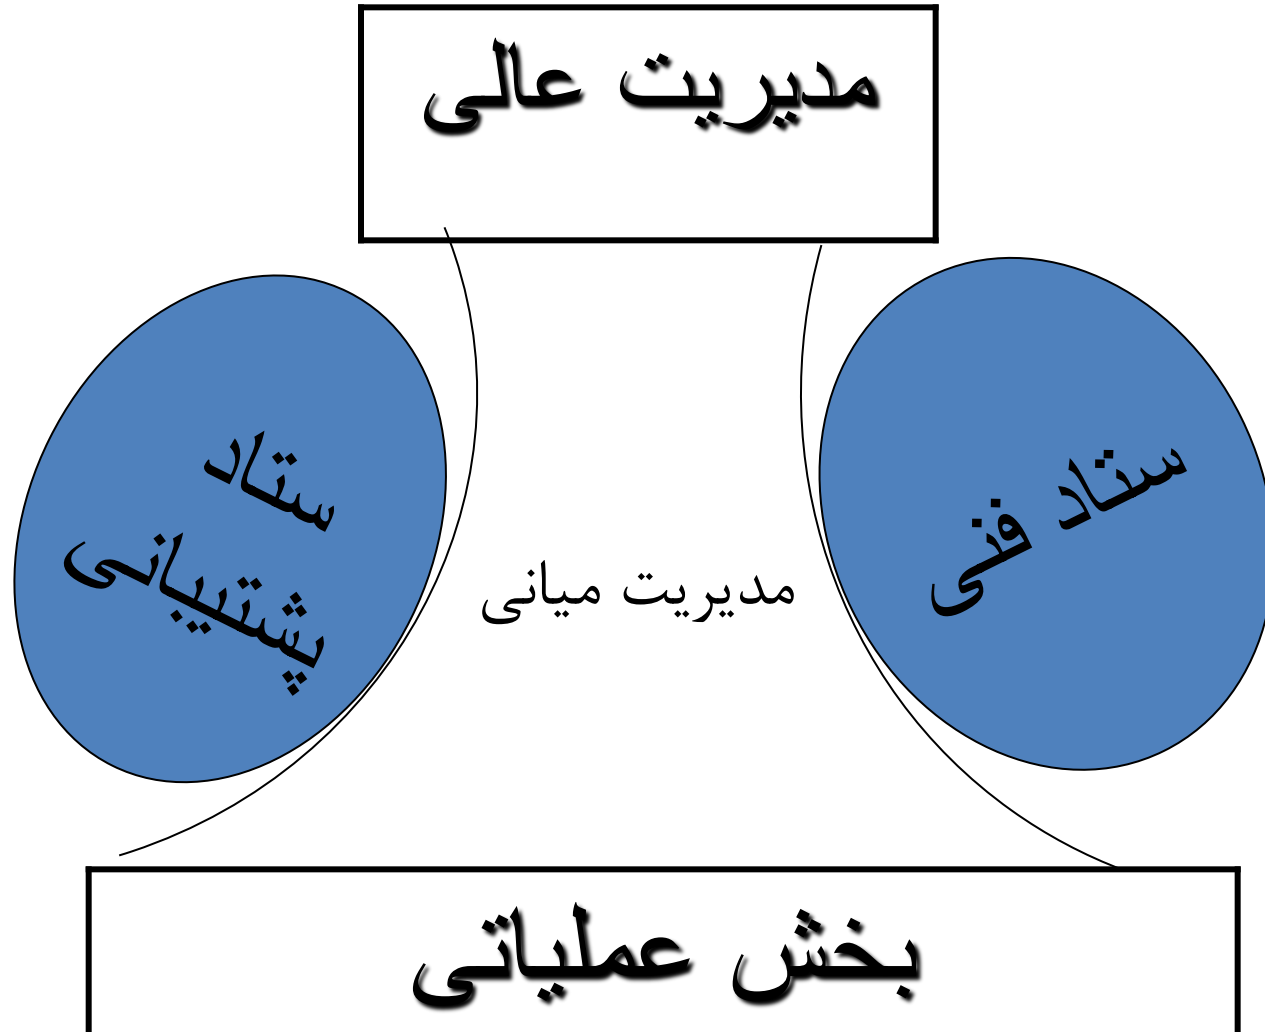 مدیریت عالی
ستاد فنی
ستاد
پشتیبانی
مدیریت میانی
بخش عملیاتی